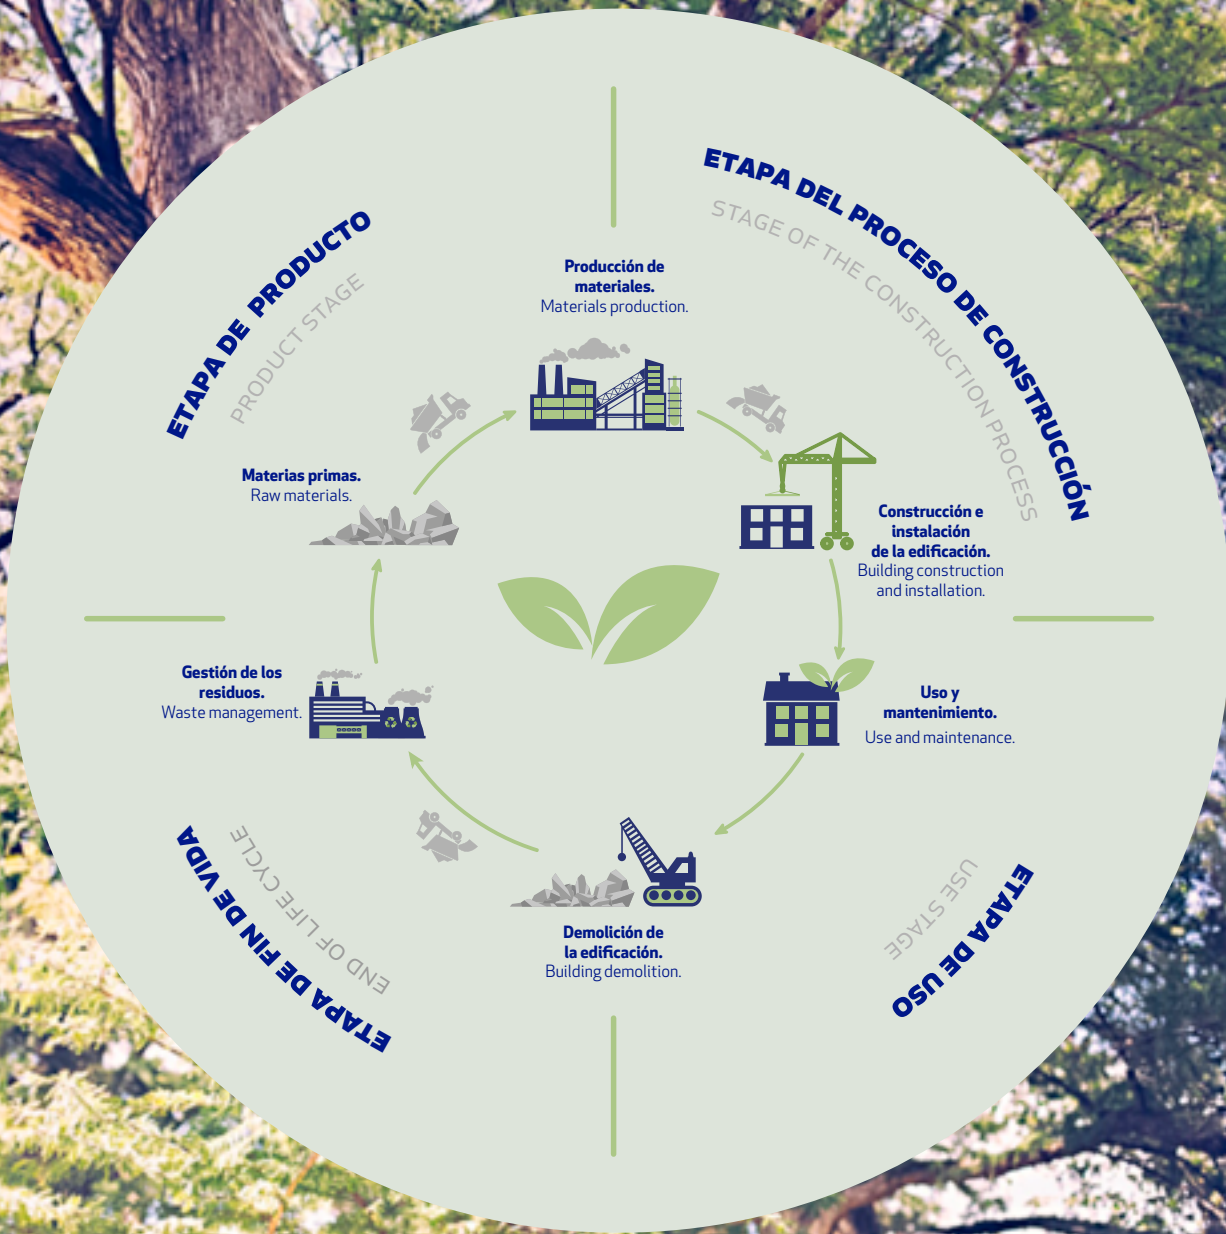 ETAPA DE PRODUCTO
PRODUCT STAGE
ETAPA DEL PROCESO DE CONSTRUCCIÓN
STAGE OF THE CONSTRUCTION PROCESS
Producción de
materiales.
Materials production.
Materias primas.
Raw materials.
Construcción e
instalación
de la edificación.
Building construction
and installation.
Gestión de los
residuos.
Waste management.
Uso y
mantenimiento.
Use and maintenance.
Demolición de
la edificación.
Building demolition.
ETAPA DE FIN DE VIDA
END OF LIFE CYCLE
USE STAGE
ETAPA DE USO